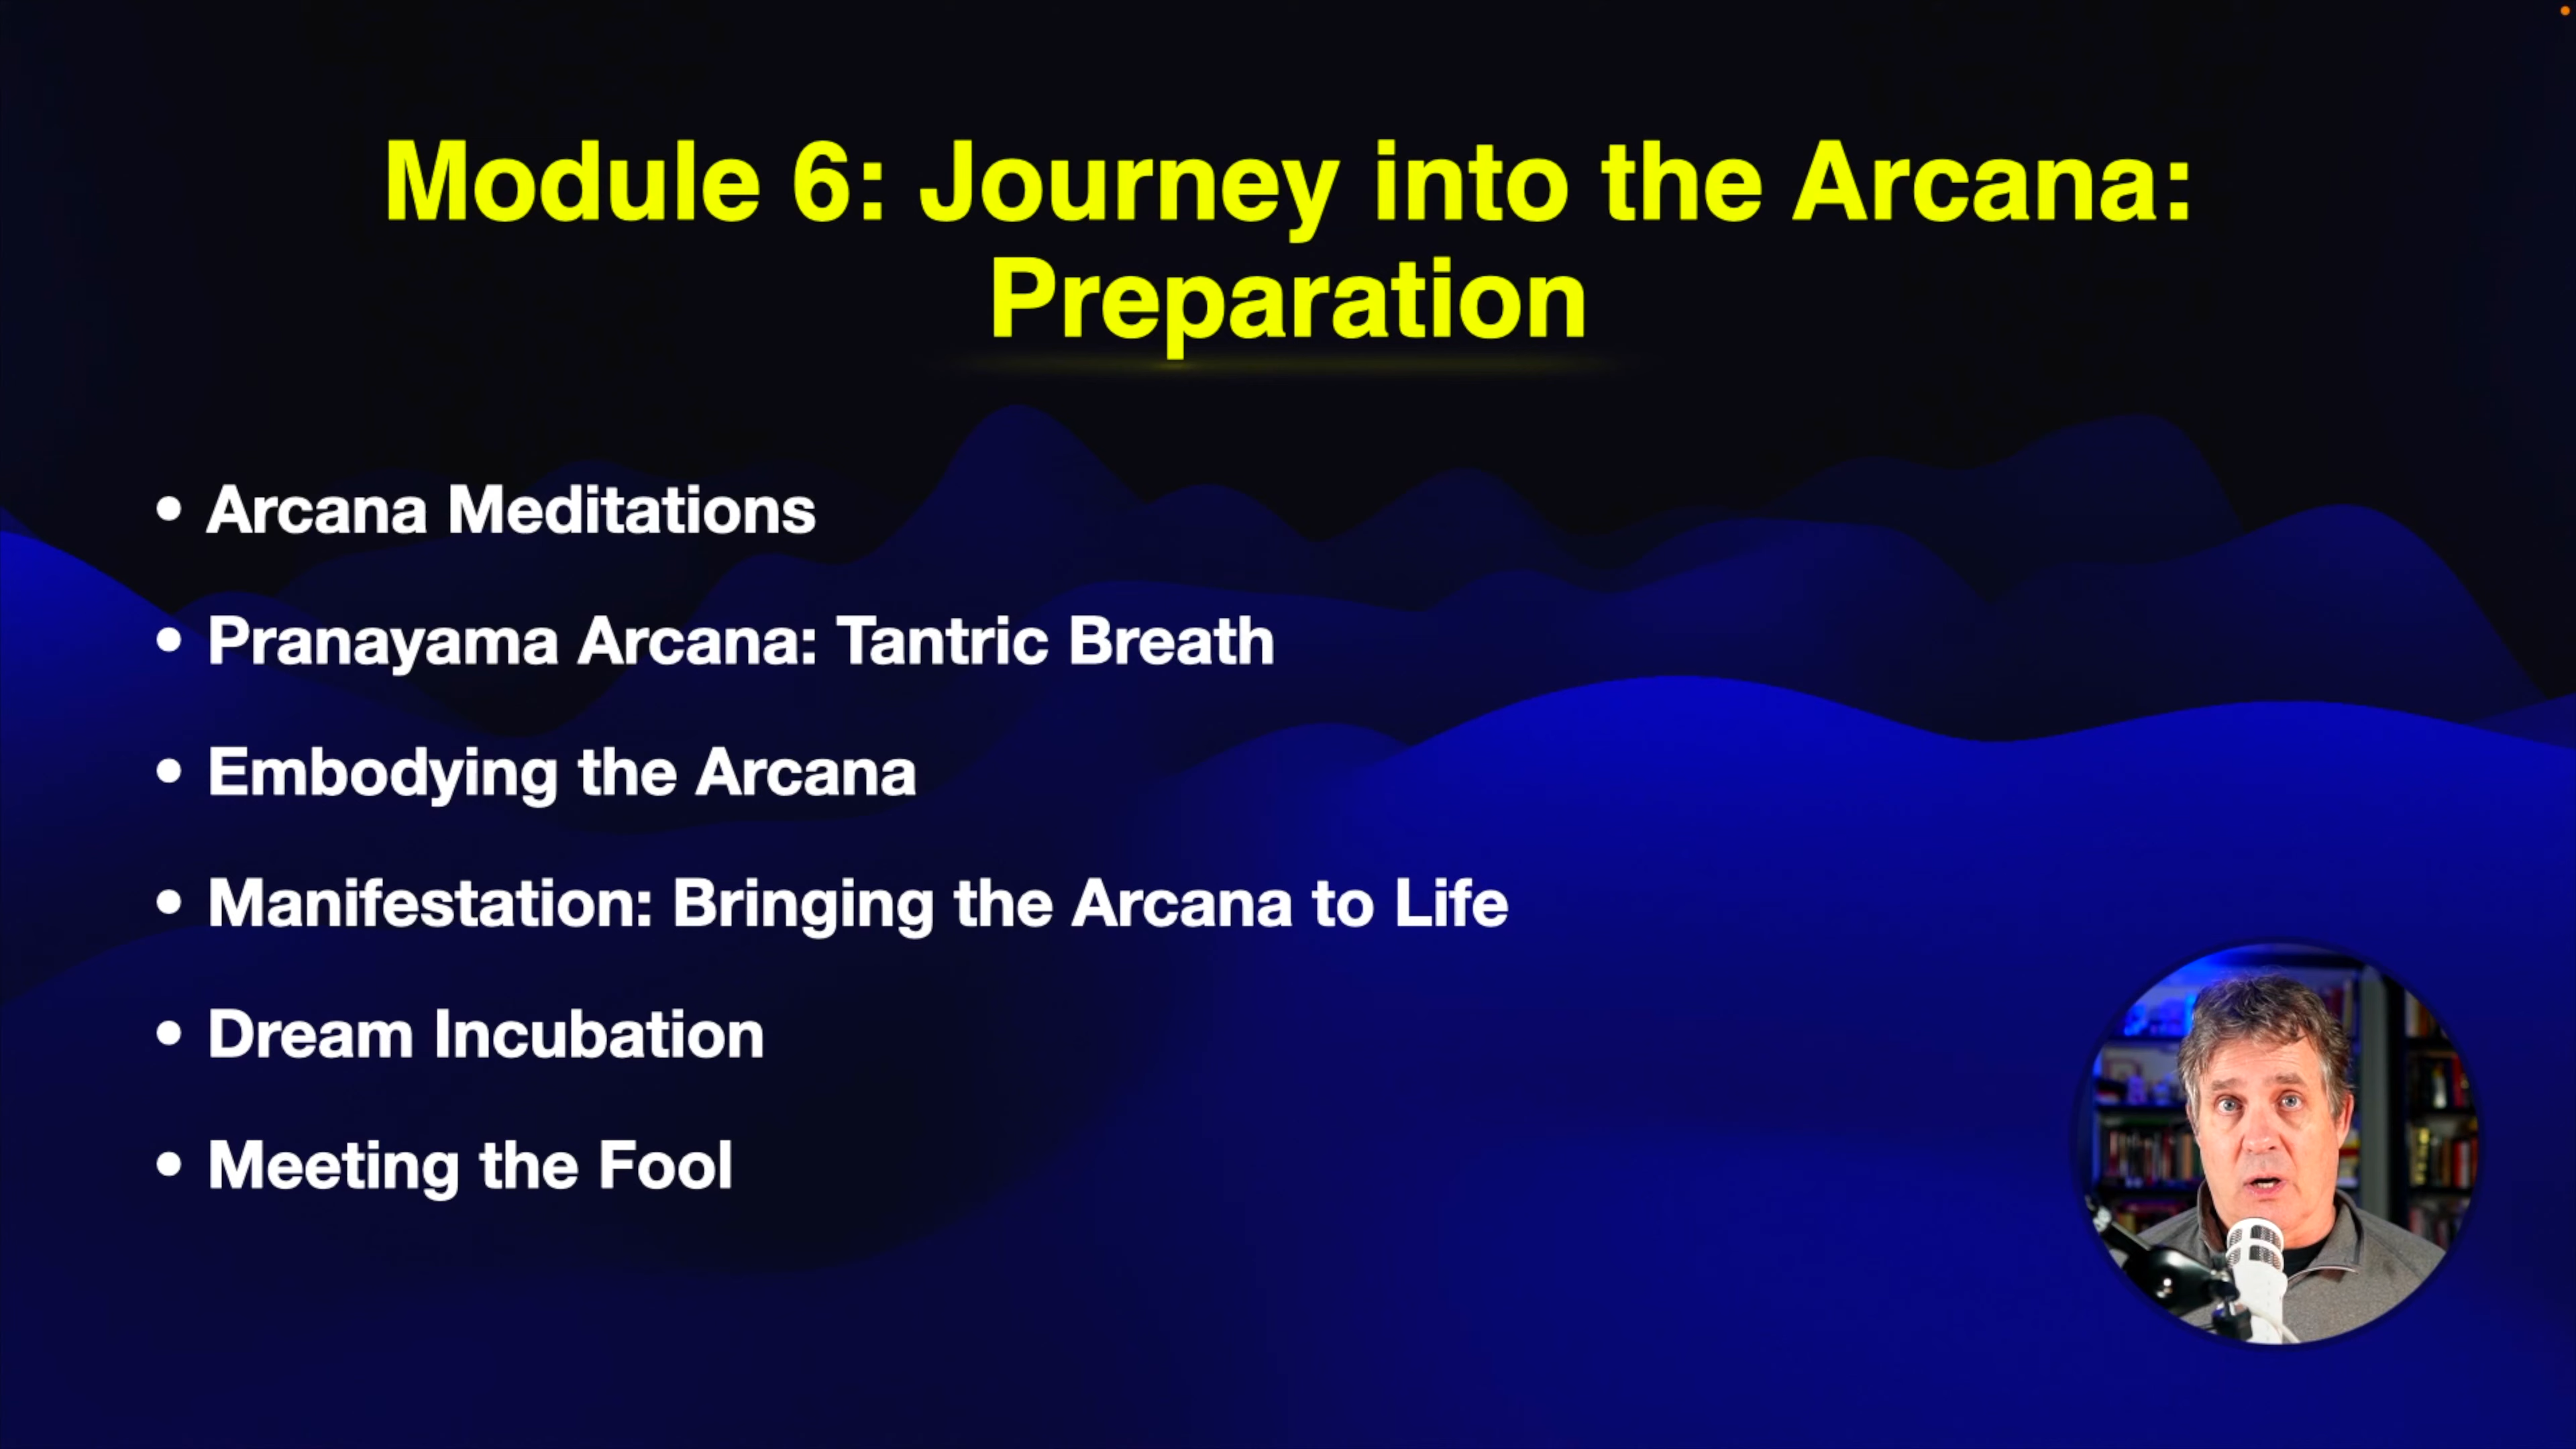 Module 6: Journey into the Arcana:
Preparation
• Arcana Meditations
• Pranayama Arcana: Tantric Breath
• Embodying the Arcana
• Manifestation: Bringing the Arcana to Life
• Dream Incubation
• Meeting the Fool